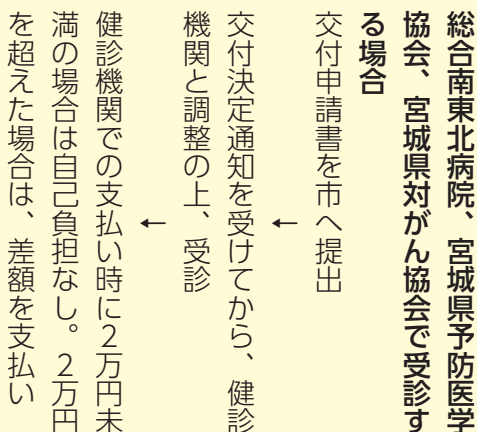 総合南東北病院、宮城県予防医学
協会、宮城県対がん協会で受診す
る場合
交付申請書を市へ提出
←
交付決定通知を受けてから、健診
機関と調整の上、受診
←
健診機関での支払い時に２万円未
満の場合は自己負担なし。２万円
を超えた場合は、差額を支払い